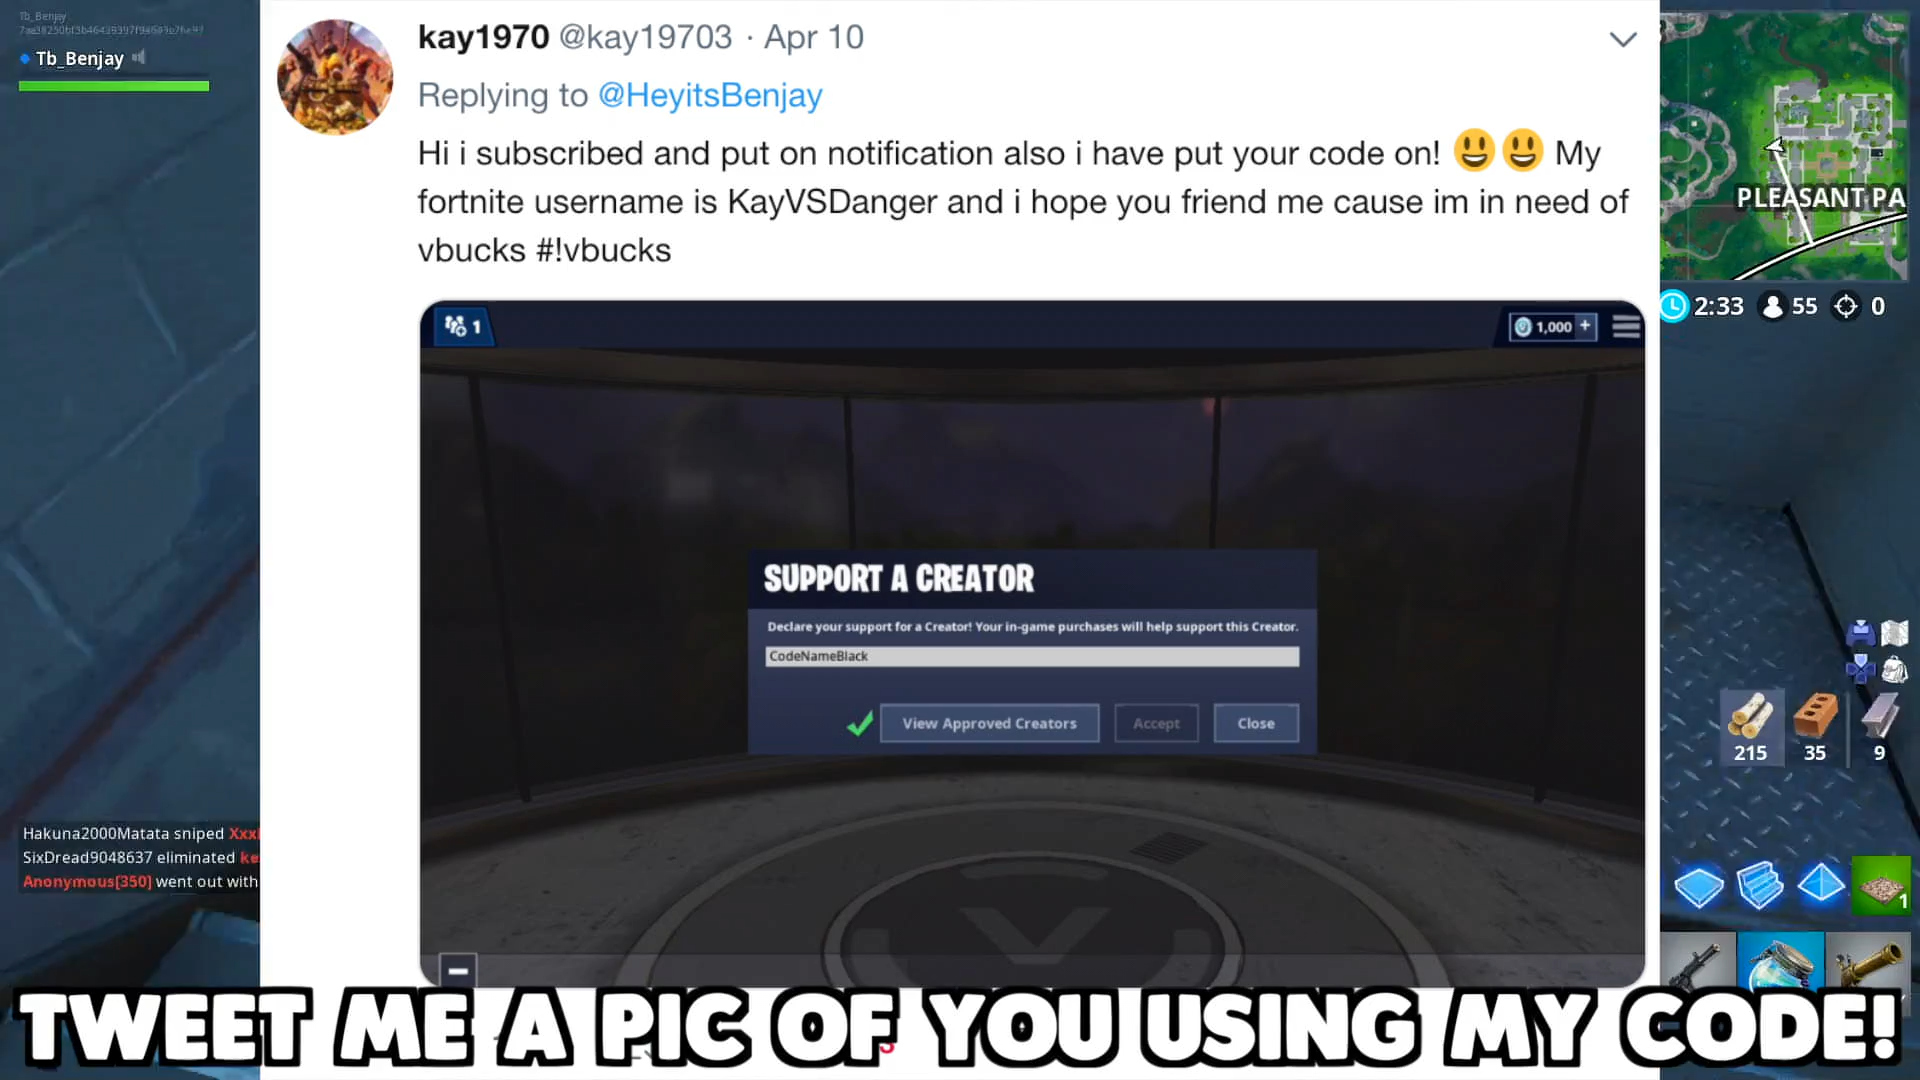 Tb_Benjay
Tb_Benjay
kay1970 @kay19703 · Apr 10
Replying to @HeyitsBenjay
Hi i subscribed and put on notification also i have put your code on! 😃😃 My
fortnite username is KayVSDanger and i hope you friend me cause im in need of
vbucks #!vbucks
1
1,000 +
PLEASANT PA
2:33 55 0
SUPPORT A CREATOR
Declare your support for a Creator! Your in-game purchases will help support this Creator.
CodeNameBlack
View Approved Creators Accept Close
215 35 9
Hakuna2000Matata sniped Xxx
SixDread9048637 eliminated ke
Anonymous[350] went out with
1
TWEET ME A PIC OF YOU USING MY CODE!